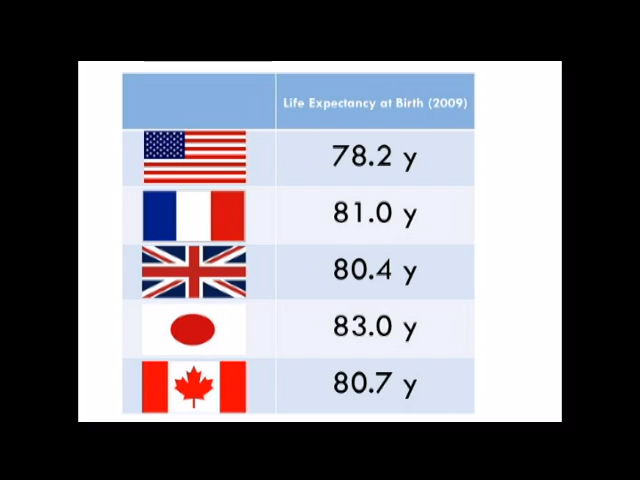 Life Expectancy at Birth (2009)
78.2 y
81.0 y
80.4 y
83.0 y
80.7 y